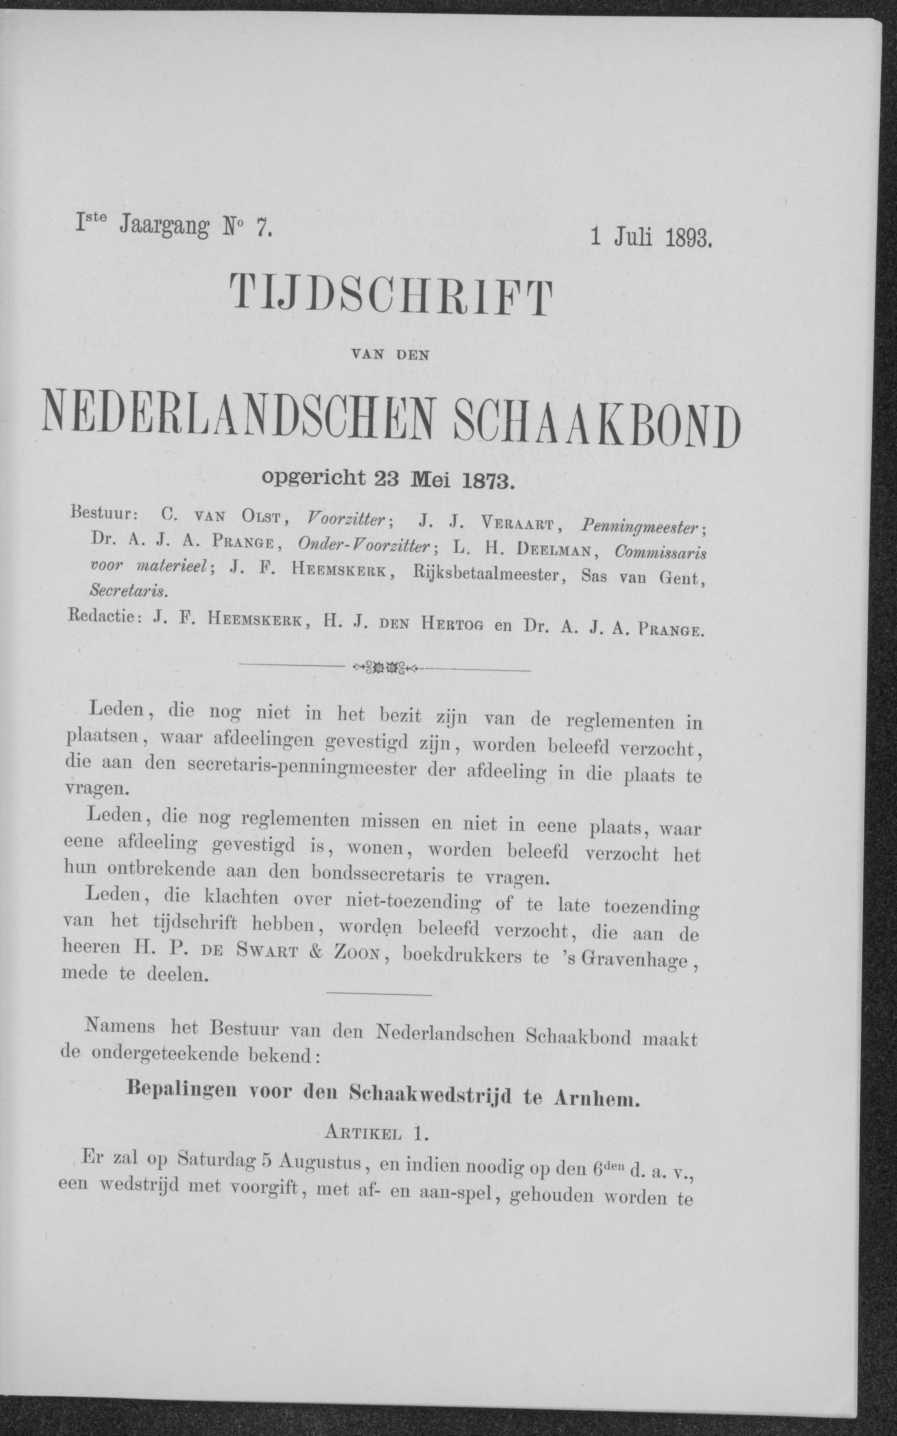 Iste Jaargang No 7.
1 Juli 1893.
TIJDSCHRIFT
VAN DEN
NEDERLANDSCHEN SCHAAKBOND
opgericht 23 Mei 1873.
Bestuur: C. VAN OLST, Voorzitter; J. J. VERAART, Penningmeester;
Dr. A. J. A. PRANGE, Onder-Voorzitter; L. H. DEELMAN, Commissaris
voor materieel; J. F. HEEMSKERK, Rijksbetaalmeester, Sas van Gent,
Secretaris.
Redactie: J. F. HEEMSKERK, H. J. DEN HERTOG en Dr. A. J. A. PRANGE.
Leden, die nog niet in het bezit zijn van de reglementen in
plaatsen, waar afdeelingen gevestigd zijn, worden beleefd verzocht,
die aan den secretaris-penningmeester der afdeeling in die plaats te
vragen.
Leden, die nog reglementen missen en niet in eene plaats, waar
eene afdeeling gevestigd is, wonen, worden beleefd verzocht het
hun ontbrekende aan den bondssecretaris te vragen.
Leden, die klachten over niet-toezending of te late toezending
van het tijdschrift hebben, worden beleefd verzocht, die aan de
heeren H. P. DE SWART & ZOON, boekdrukkers te 's Gravenhage,
mede te deelen.
Namens het Bestuur van den Nederlandschen Schaakbond maakt
de ondergeteekende bekend:
Bepalingen voor den Schaakwedstrijd te Arnhem.
ARTIKEL 1.
Er zal op Saturdag 5 Augustus, en indien noodig op den 6den d. a. v.,
een wedstrijd met voorgift, met af- en aan-spel, gehouden worden te